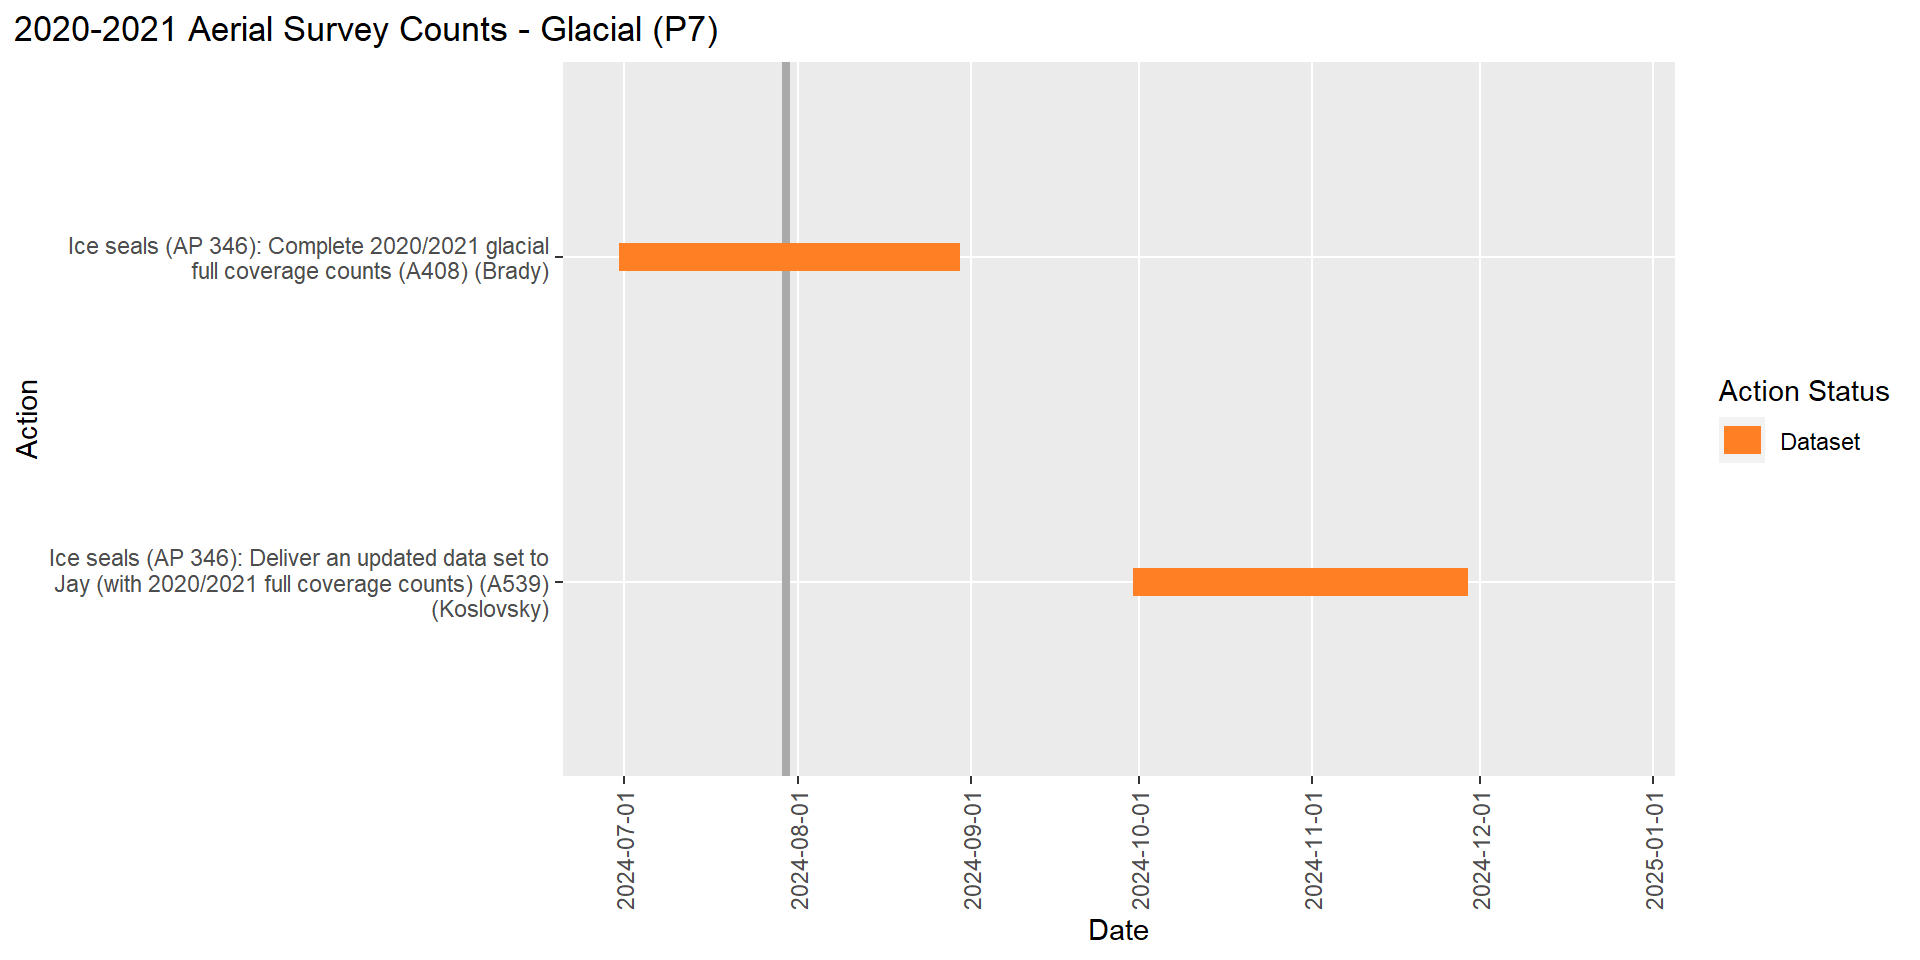 2020-2021 Aerial Survey Counts - Glacial (P7)
Action
Ice seals (AP 346): Complete 2020/2021 glacial
full coverage counts (A408) (Brady)
Ice seals (AP 346): Deliver an updated data set to
Jay (with 2020/2021 full coverage counts) (A539)
(Koslovsky)
2024-07-01
2024-08-01
2024-09-01
2024-10-01
2024-11-01
2024-12-01
2025-01-01
Date
Action Status
Dataset